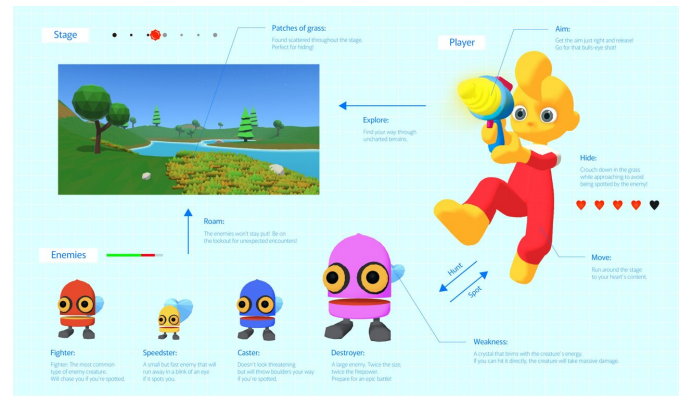 Stage
Patches of grass:
Found scattered throughout the stage.
Perfect for hiding!
Player
Aim:
Get the aim just right and release!
Go for that bulls-eye shot!
Explore:
Find your way through
uncharted terrains.
Hide:
Crouch down in the grass
while approaching to avoid
being spotted by the enemy!
Roam:
The enemies won't stay put! Be on
the lookout for unexpected encounters!
Enemies
Hunt
Spot
Move:
Run around the stage
to your heart's content.
Fighter:
Fighter: The most common
type of enemy creature.
Will chase you if you're spotted.
Speedster:
A small but fast enemy that will
run away in a blink of an eye
if it spots you.
Caster:
Doesn't look threatening
but will throw boulders your way
if you're spotted.
Destroyer:
A large enemy. Twice the size,
twice the firepower.
Prepare for an epic battle!
Weakness:
A crystal that brims with the creature's energy.
If you can hit it directly, the creature will take massive damage.